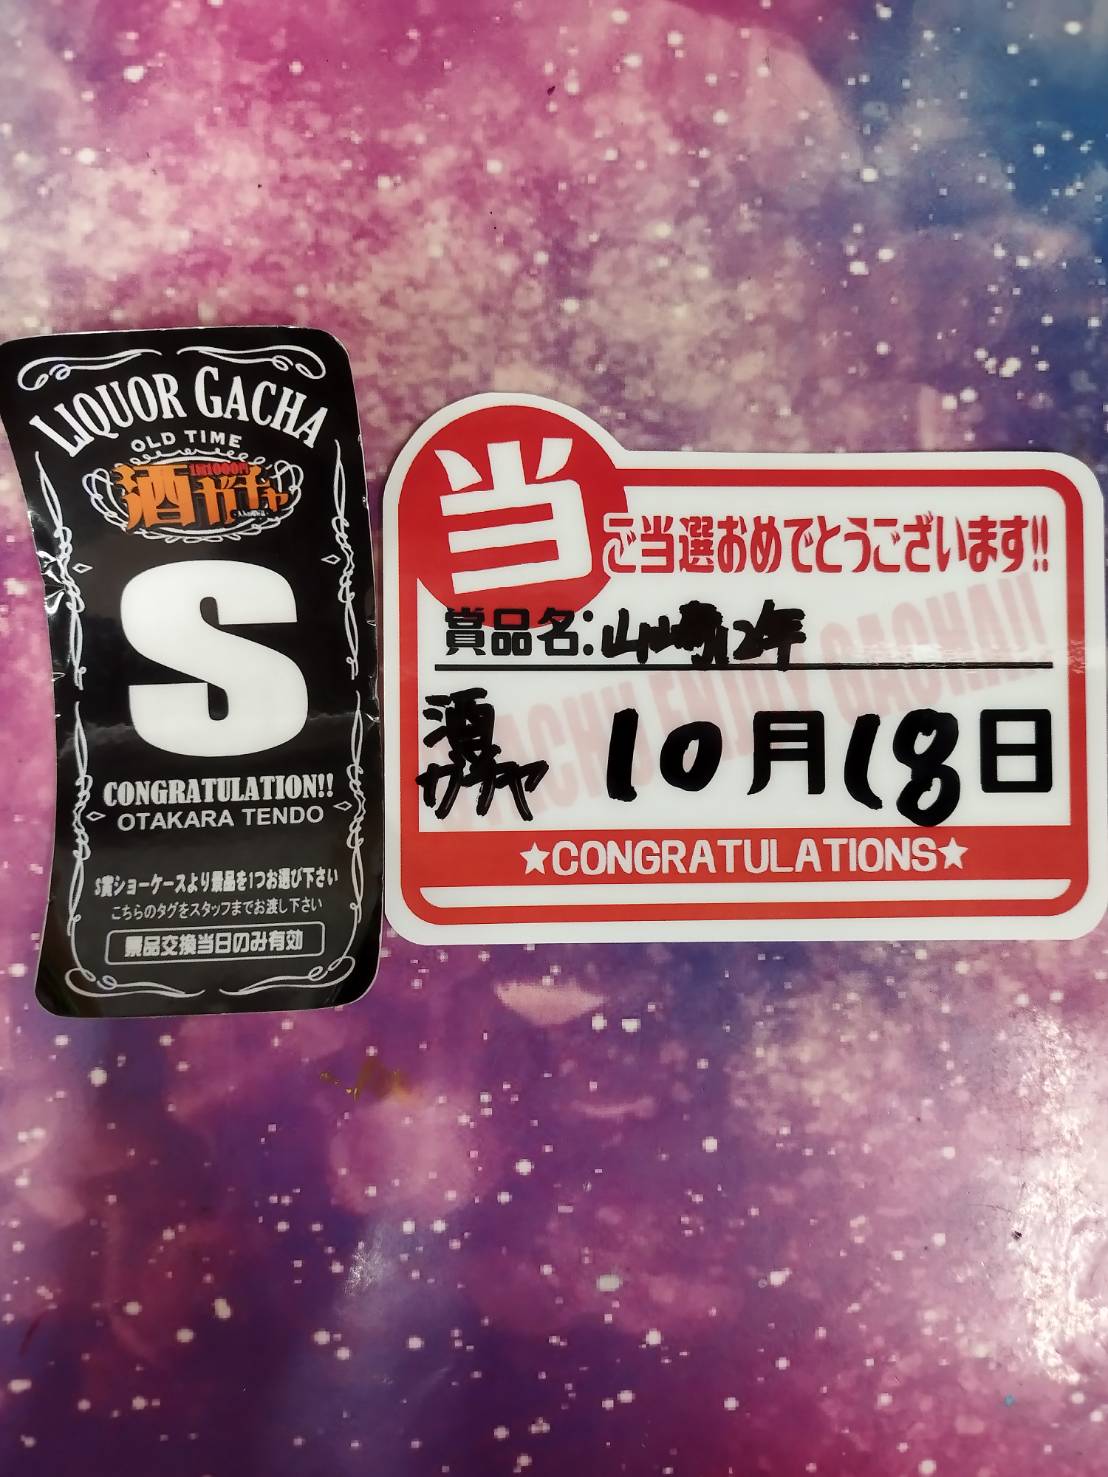 LIQUOR GACHA
OLD TIME
1回1000円
酒ガチャ
S
CONGRATULATION!!
OTAKARA TENDO
S賞ショーケースより景品を1つお選び下さい
こちらのタグをスタッフまでお渡し下さい
景品交換当日のみ有効
当
ご当選おめでとうございます!!
賞品名:山崎12年
酒ガチャ
10月18日
★CONGRATULATIONS★